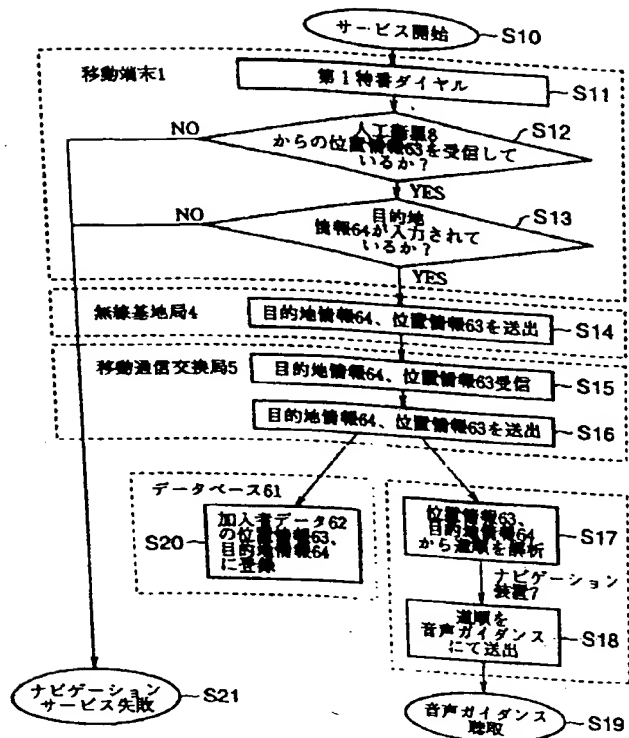 サービス開始
S10
移動端末1
第1特番ダイヤル
S11
人工衛星8
からの位置情報63を受信して
いるか？
S12
NO
YES
目的地
情報64が入力されて
いるか？
S13
NO
YES
無線基地局4
目的地情報64、位置情報63を送出
S14
移動通信交換局5
目的地情報64、位置情報63受信
S15
目的地情報64、位置情報63を送出
S16
データベース61
S20
加入者データ62
の位置情報63、
目的地情報64
に登録
位置情報63、
目的地情報64
から道順を解析
S17
ナビゲーション
装置7
道順を
音声ガイダンス
にて送出
S18
ナビゲーション
サービス失敗
S21
音声ガイダンス
聴取
S19